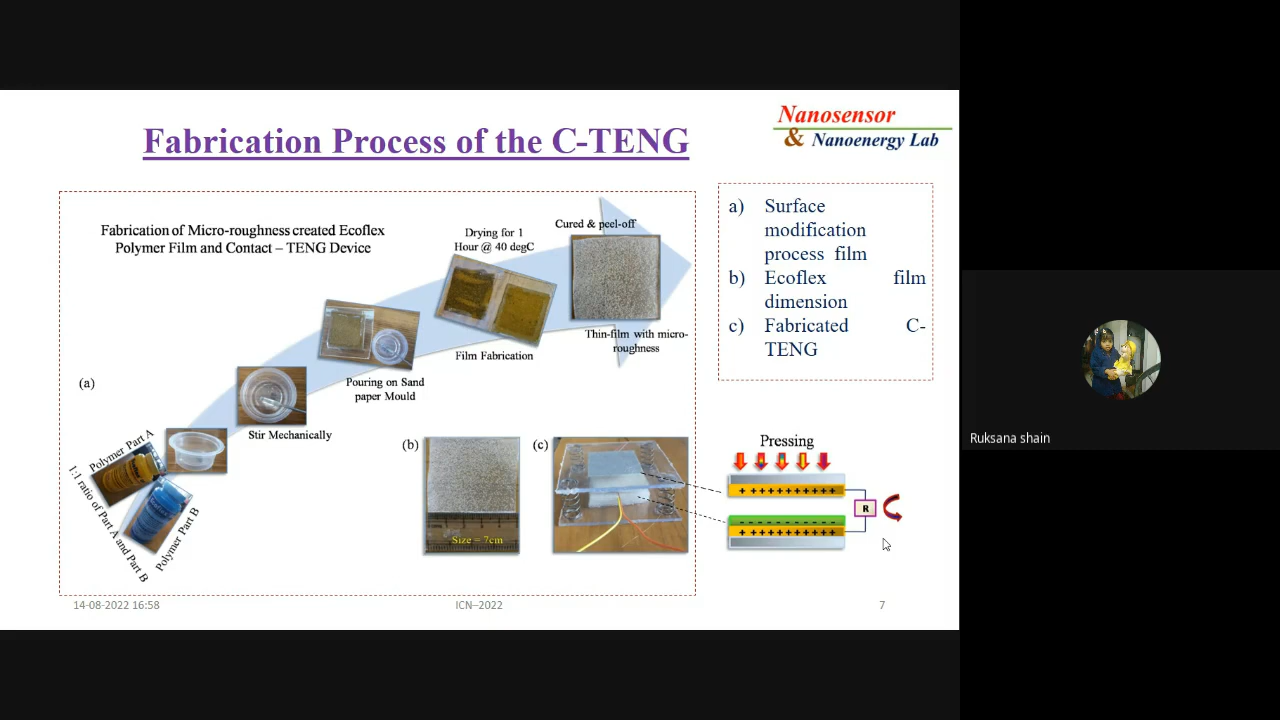 Fabrication Process of the C-TENG
Nanosensor
& Nanoenergy Lab
Fabrication of Micro-roughness created Ecoflex
Polymer Film and Contact – TENG Device
Drying for 1
Hour @ 40 degC
Cured & peel-off
Thin-film with micro-
roughness
Film Fabrication
Pouring on Sand
paper Mould
(a)
Stir Mechanically
Polymer Part A
1:1 ratio of Part A and Part B
Polymer Part B
(b)
Size = 7cm
(c)
a) Surface
modification
process film
b) Ecoflex film
dimension
c) Fabricated C-
TENG
Pressing
+ ++++++++++
R
- - - - - - - - - - -
+ ++++++++++
14-08-2022 16:58
ICN–2022
7
Ruksana shain